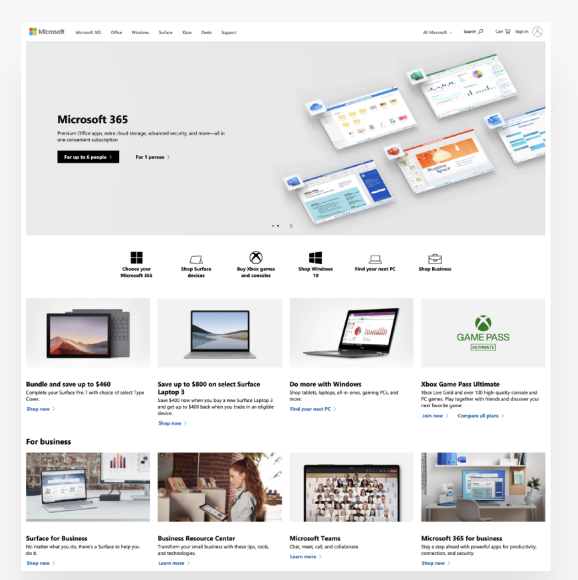 Microsoft
Microsoft 365 Office Windows Surface Xbox Deals Support
All Microsoft Search Cart Sign in
Microsoft 365
Premium Office apps, extra cloud storage, advanced security, and more—all in
one convenient subscription
For up to 6 people >
For 1 person >
Choose your
Microsoft 365
Shop Surface
devices
Buy Xbox games
and consoles
Shop Windows
10
Find your next PC
Shop Business
GAME PASS
ULTIMATE
Bundle and save up to $460
Complete your Surface Pro 7 with choice of select Type
Cover.
Shop now >
Save up to $800 on select Surface
Laptop 3
Save $400 now when you buy a new Surface Laptop 3
and get up to $400 back when you trade in an eligible
device.
Shop now >
Do more with Windows
Shop tablets, laptops, all-in-ones, gaming PCs, and
more.
Find your next PC >
Xbox Game Pass Ultimate
Xbox Live Gold and over 100 high-quality console and
PC games. Play together with friends and discover your
next favorite game.
Join now > Compare all plans >
For business
Surface for Business
No matter what you do, there's a Surface to help you
do it.
Shop now >
Business Resource Center
Transform your small business with these tips, tools,
and technologies.
Learn more >
Microsoft Teams
Chat, meet, call, and collaborate.
Learn more >
Microsoft 365 for business
Stay a step ahead with powerful apps for productivity,
connection, and security.
Shop now >